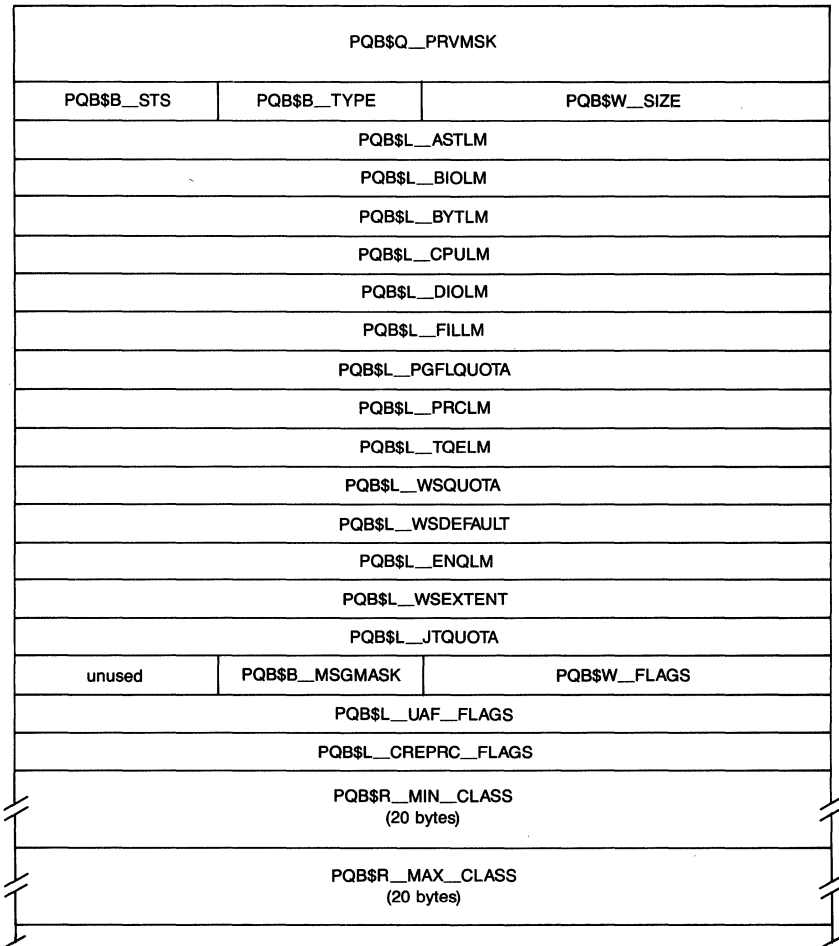 PQB$Q__PRVMSK
PQB$B__STS PQB$B__TYPE PQB$W__SIZE
PQB$L__ASTLM
PQB$L__BIOLM
PQB$L__BYTLM
PQB$L__CPULM
PQB$L__DIOLM
PQB$L__FILLM
PQB$L__PGFLQUOTA
PQB$L__PRCLM
PQB$L__TQELM
PQB$L__WSQUOTA
PQB$L__WSDEFAULT
PQB$L__ENQLM
PQB$L__WSEXTENT
PQB$L__JTQUOTA
unused PQB$B__MSGMASK PQB$W__FLAGS
PQB$L__UAF__FLAGS
PQB$L__CREPRC__FLAGS
PQB$R__MIN__CLASS
(20 bytes)
PQB$R__MAX__CLASS
(20 bytes)